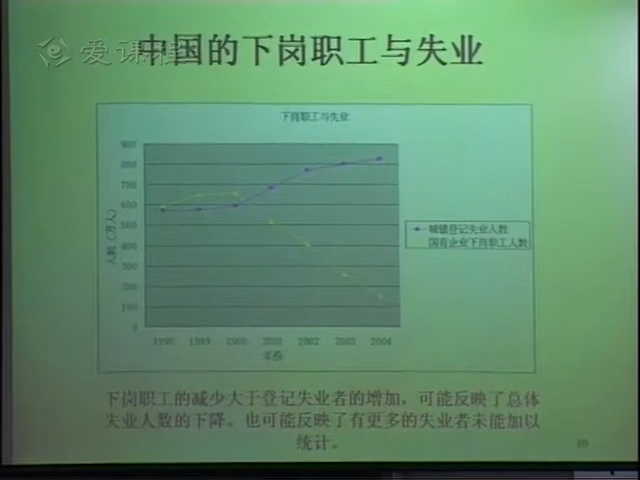 爱课程
中国的下岗职工与失业
下岗职工与失业
900
800
700
600
500
400
300
200
100
0
人数（万人）
1998 1999 2000 2001 2002 2003 2004
年份
城镇登记失业人数
国有企业下岗职工人数
下岗职工的减少大于登记失业者的增加，可能反映了总体
失业人数的下降。也可能反映了有更多的失业者未能加以
统计。